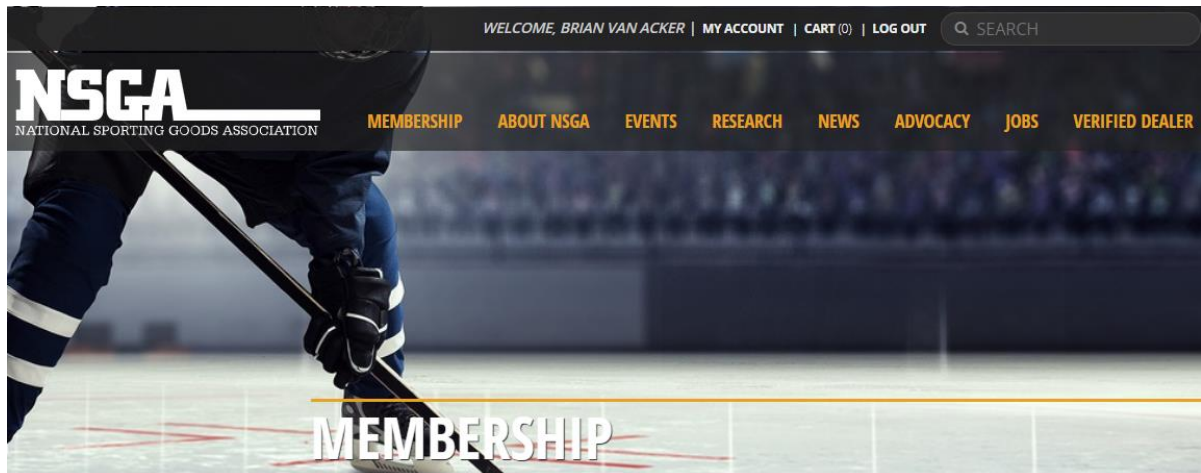 WELCOME, BRIAN VAN ACKER | MY ACCOUNT | CART (0) | LOG OUT SEARCH
NSGA
NATIONAL SPORTING GOODS ASSOCIATION
MEMBERSHIP ABOUT NSGA EVENTS RESEARCH NEWS ADVOCACY JOBS VERIFIED DEALER
MEMBERSHIP